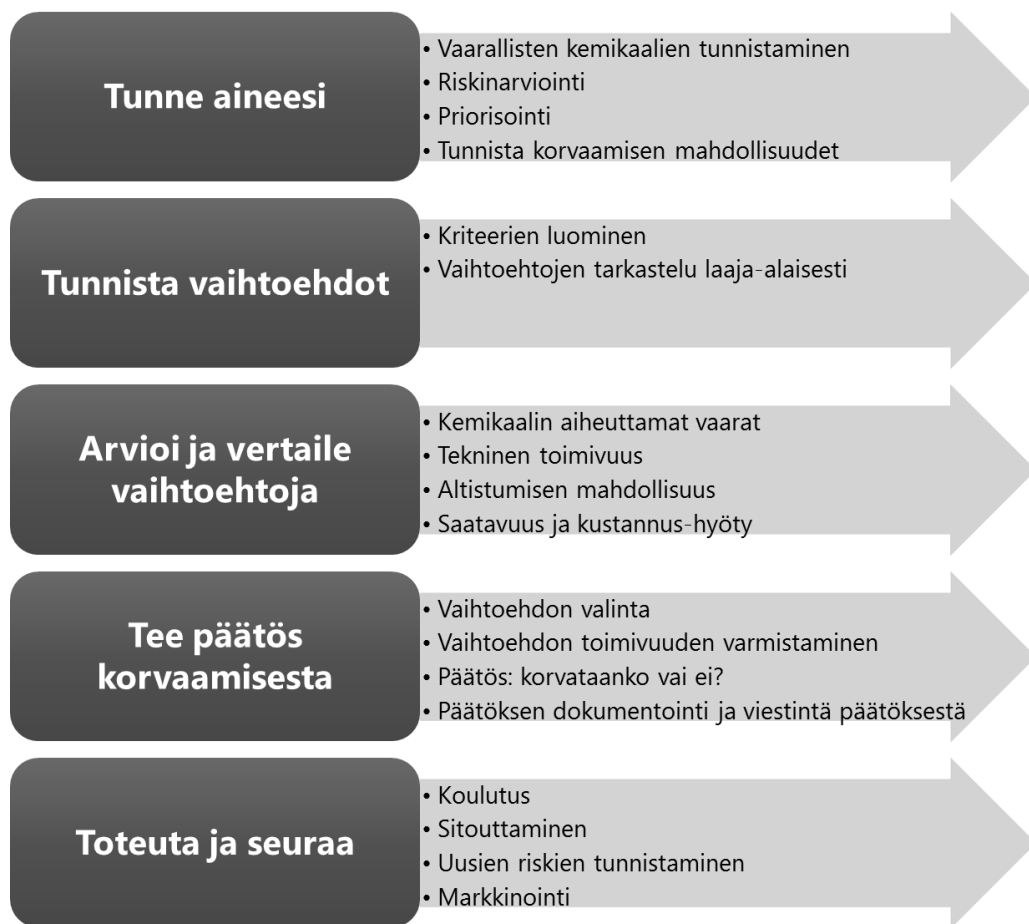 Tunne aineesi
• Vaarallisten kemikaalien tunnistaminen
• Riskinarviointi
• Priorisointi
• Tunnista korvaamisen mahdollisuudet
Tunnista vaihtoehdot
• Kriteerien luominen
• Vaihtoehtojen tarkastelu laaja-alaisesti
Arvioi ja vertaile
vaihtoehtoja
• Kemikaalin aiheuttamat vaarat
• Tekninen toimivuus
• Altistumisen mahdollisuus
• Saatavuus ja kustannus-hyöty
Tee päätös
korvaamisesta
• Vaihtoehdon valinta
• Vaihtoehdon toimivuuden varmistaminen
• Päätös: korvataanko vai ei?
• Päätöksen dokumentointi ja viestintä päätöksestä
Toteuta ja seuraa
• Koulutus
• Sitouttaminen
• Uusien riskien tunnistaminen
• Markkinointi